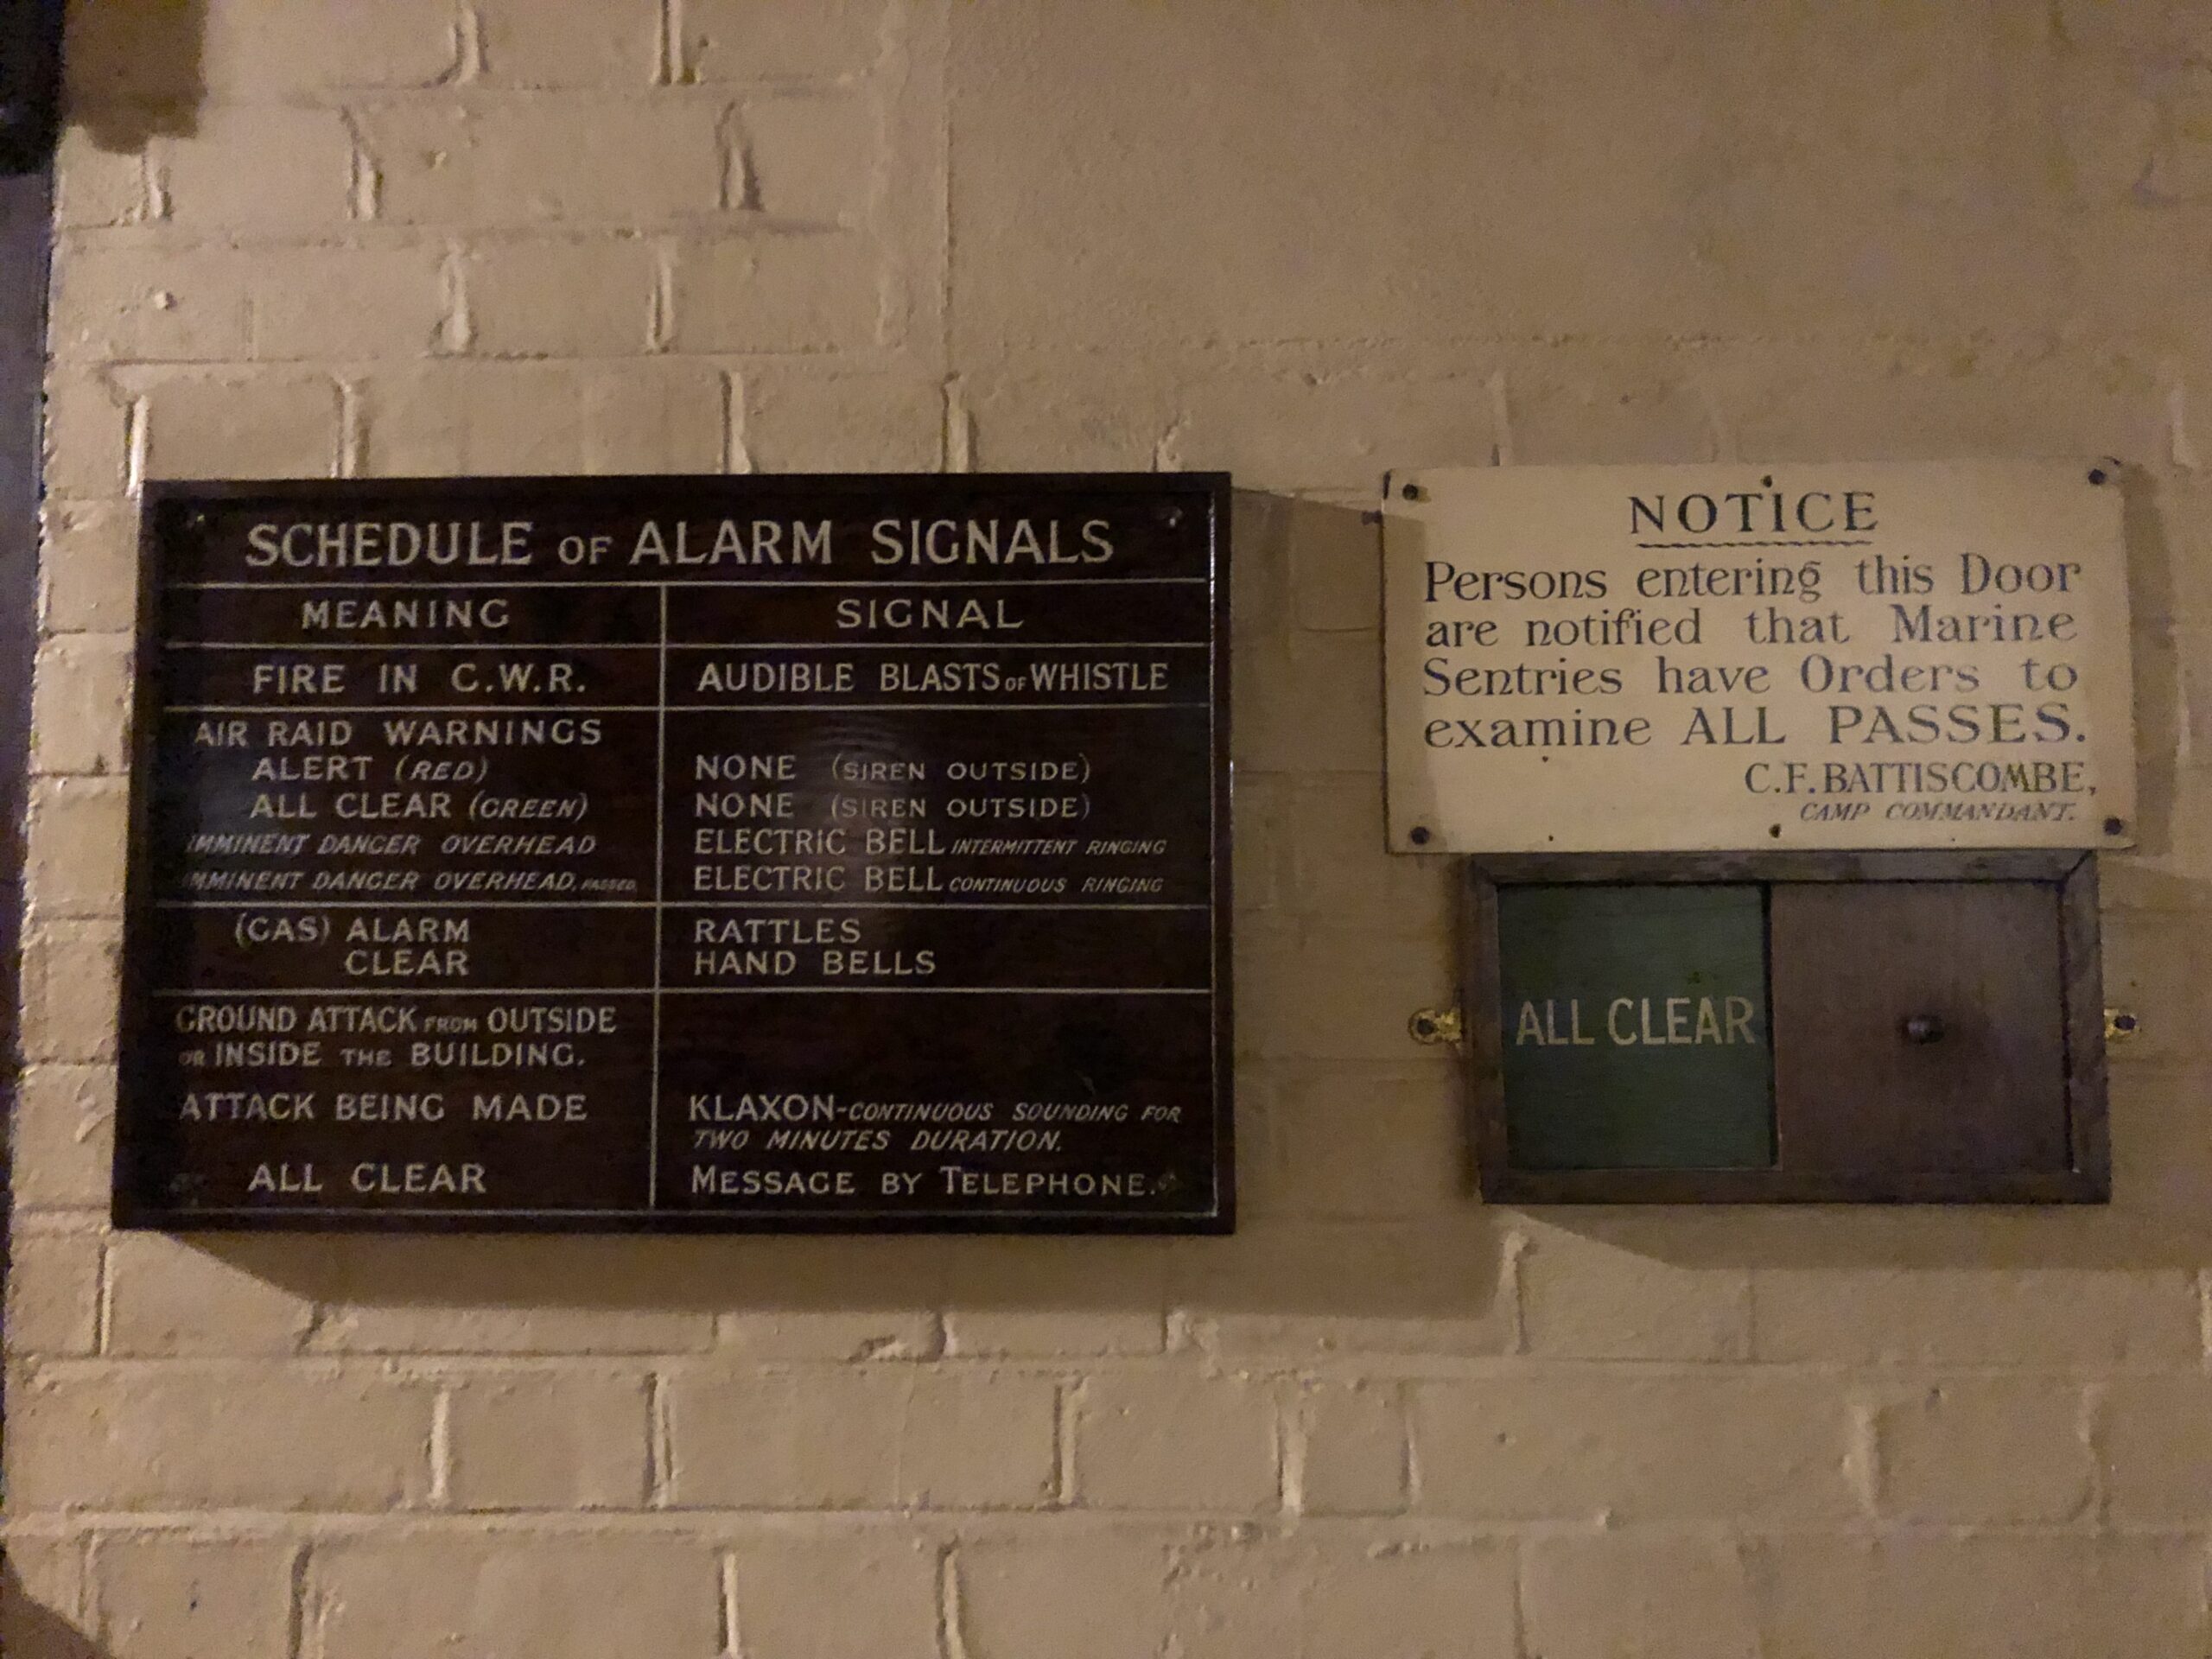 SCHEDULE OF ALARM SIGNALS
MEANING SIGNAL
FIRE IN C.W.R. AUDIBLE BLASTS OF WHISTLE
AIR RAID WARNINGS
ALERT (RED) NONE (SIREN OUTSIDE)
ALL CLEAR (GREEN) NONE (SIREN OUTSIDE)
IMMINENT DANGER OVERHEAD ELECTRIC BELL INTERMITTENT RINGING
IMMINENT DANGER OVERHEAD, PASSED. ELECTRIC BELL CONTINUOUS RINGING
(GAS) ALARM RATTLES
CLEAR HAND BELLS
GROUND ATTACK FROM OUTSIDE
OR INSIDE THE BUILDING.
ATTACK BEING MADE KLAXON-CONTINUOUS SOUNDING FOR
TWO MINUTES DURATION.
ALL CLEAR MESSAGE BY TELEPHONE.
NOTICE
Persons entering this Door
are notified that Marine
Sentries have Orders to
examine ALL PASSES.
C.F.BATTISCOMBE,
CAMP COMMANDANT.
ALL CLEAR